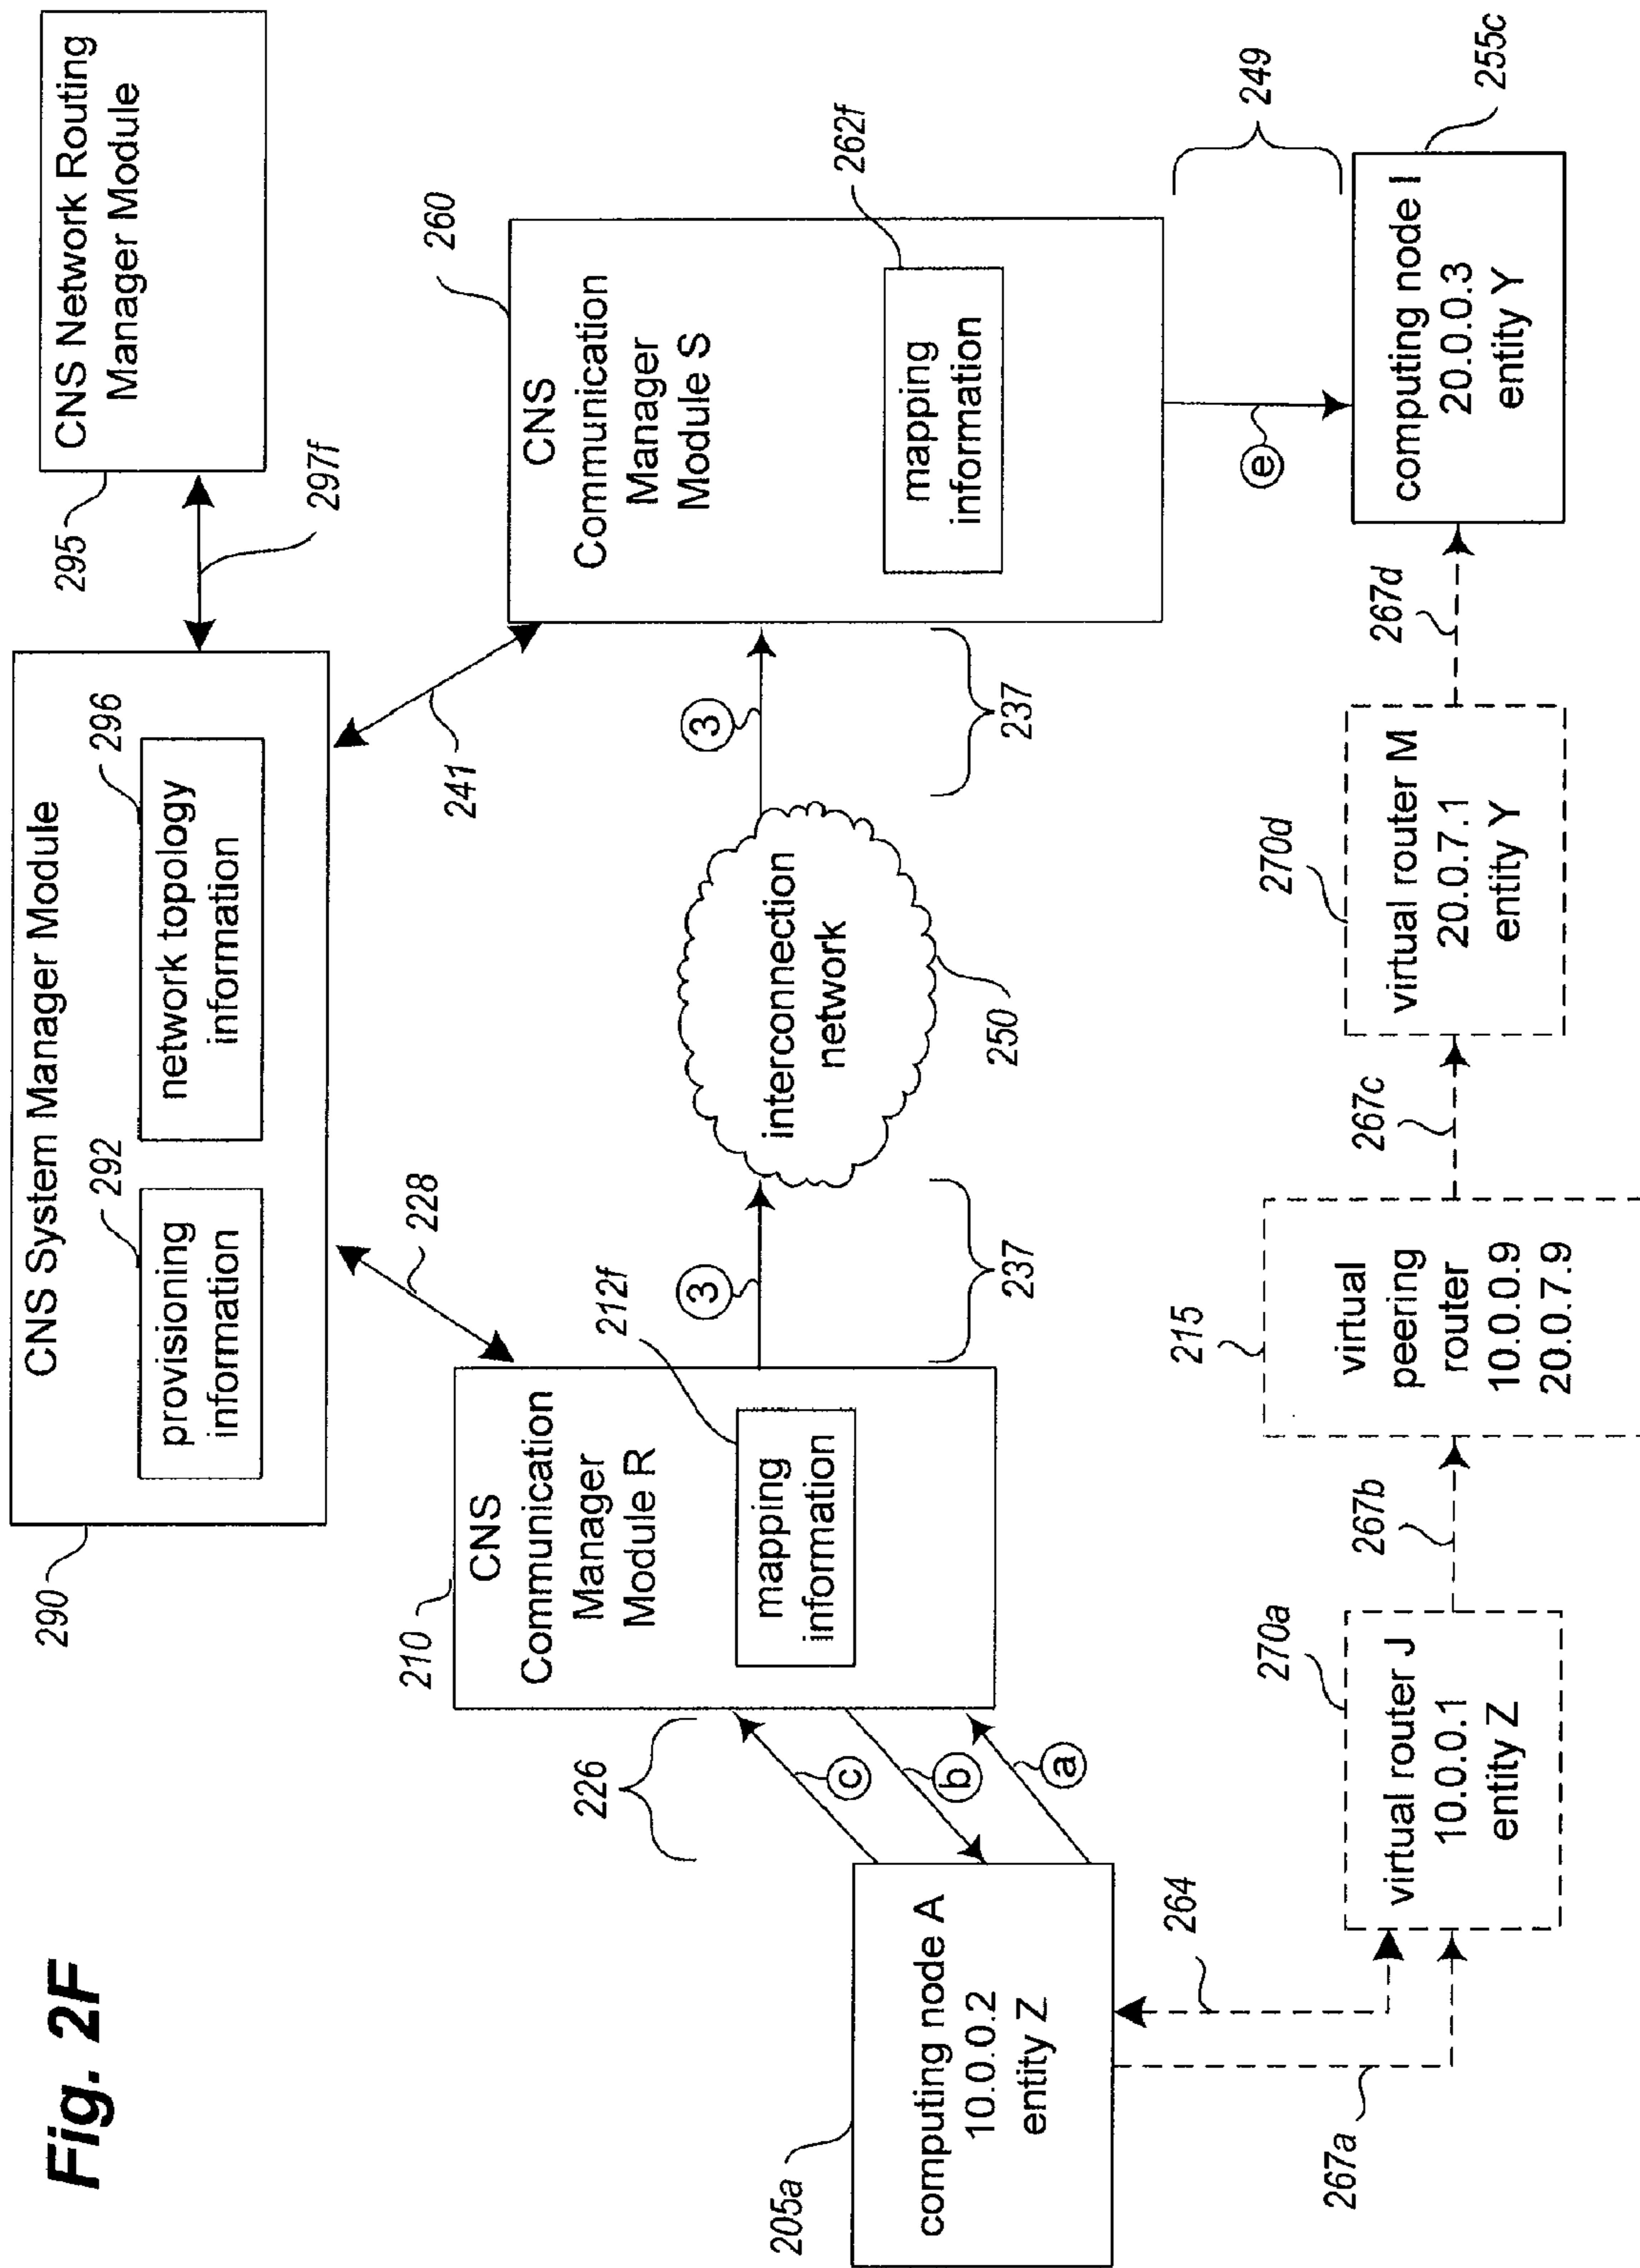 Fig. 2F
290
CNS System Manager Module
292
provisioning
information
296
network topology
information
295
CNS Network Routing
Manager Module
297f
228
241
210
CNS
Communication
Manager
Module R
212f
mapping
information
260
CNS
Communication
Manager
Module S
262f
mapping
information
3
237
interconnection
network
250
3
237
226
c
b
a
205a
computing node A
10.0.0.2
entity Z
e
249
264
267a
270a
virtual router J
10.0.0.1
entity Z
267b
215
virtual
peering
router
10.0.0.9
20.0.7.9
267c
270d
virtual router M
20.0.7.1
entity Y
267d
255c
computing node I
20.0.0.3
entity Y